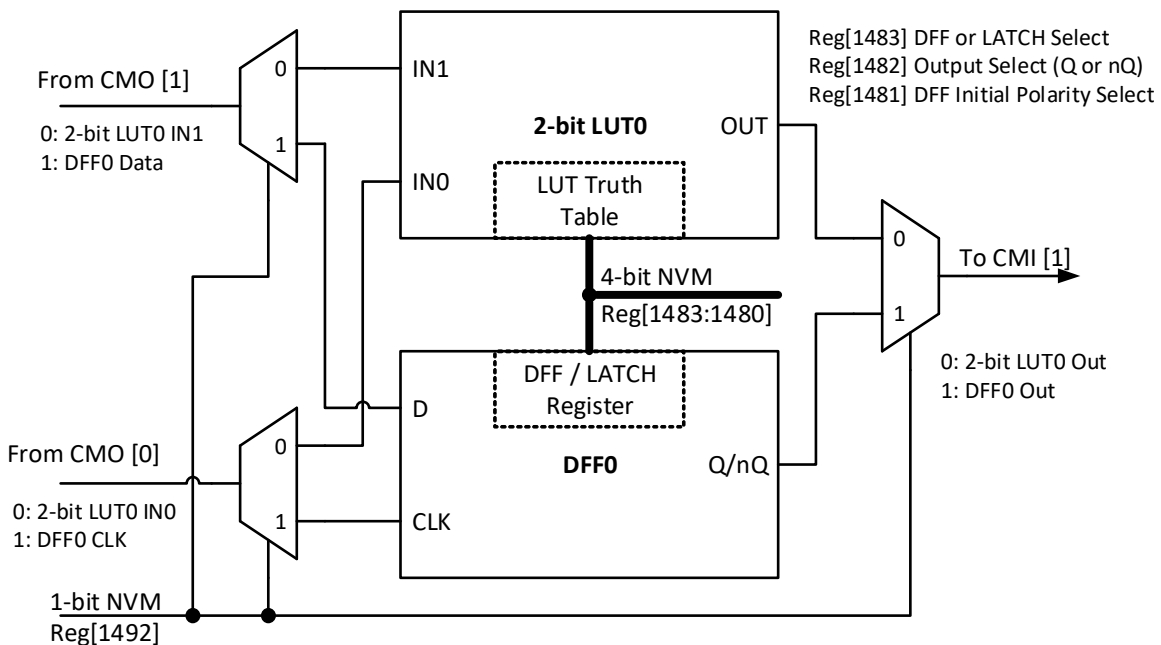 Reg[1483] DFF or LATCH Select
Reg[1482] Output Select (Q or nQ)
Reg[1481] DFF Initial Polarity Select
From CMO [1]
0: 2-bit LUT0 IN1
1: DFF0 Data
0
1
IN1
IN0
2-bit LUT0
OUT
LUT Truth
Table
4-bit NVM
Reg[1483:1480]
0
1
To CMI [1]
0: 2-bit LUT0 Out
1: DFF0 Out
DFF / LATCH
Register
D
CLK
DFF0
Q/nQ
From CMO [0]
0: 2-bit LUT0 IN0
1: DFF0 CLK
0
1
1-bit NVM
Reg[1492]